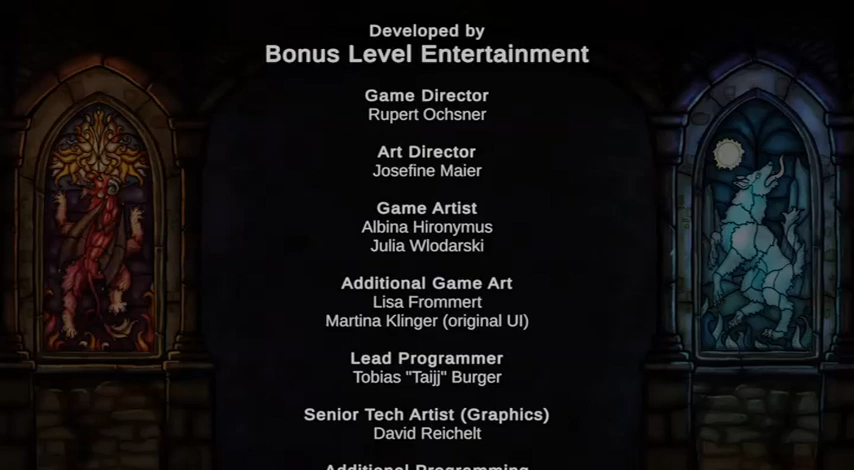 Developed by
Bonus Level Entertainment
Game Director
Rupert Ochsner
Art Director
Josefine Maier
Game Artist
Albina Hironymus
Julia Wlodarski
Additional Game Art
Lisa Frommert
Martina Klinger (original UI)
Lead Programmer
Tobias "Taijj" Burger
Senior Tech Artist (Graphics)
David Reichelt
Additional Programming